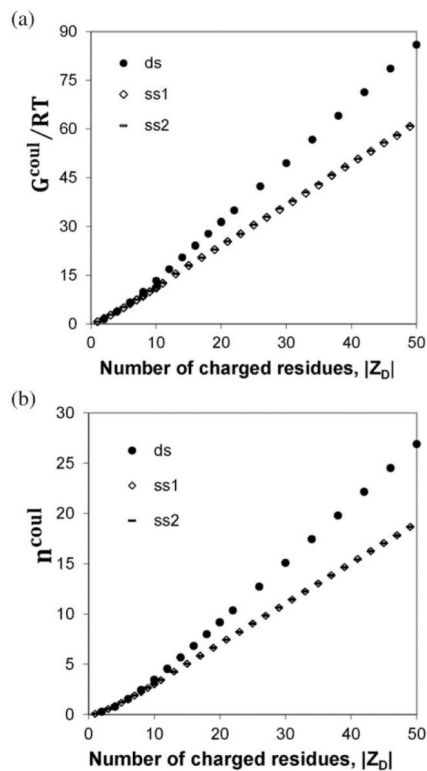 (a)
90
75
60
45
30
15
0
G^coul/RT
ds
ss1
ss2
0 10 20 30 40 50
Number of charged residues, |Z_D|
(b)
30
25
20
15
10
5
0
n^coul
ds
ss1
ss2
0 10 20 30 40 50
Number of charged residues, |Z_D|